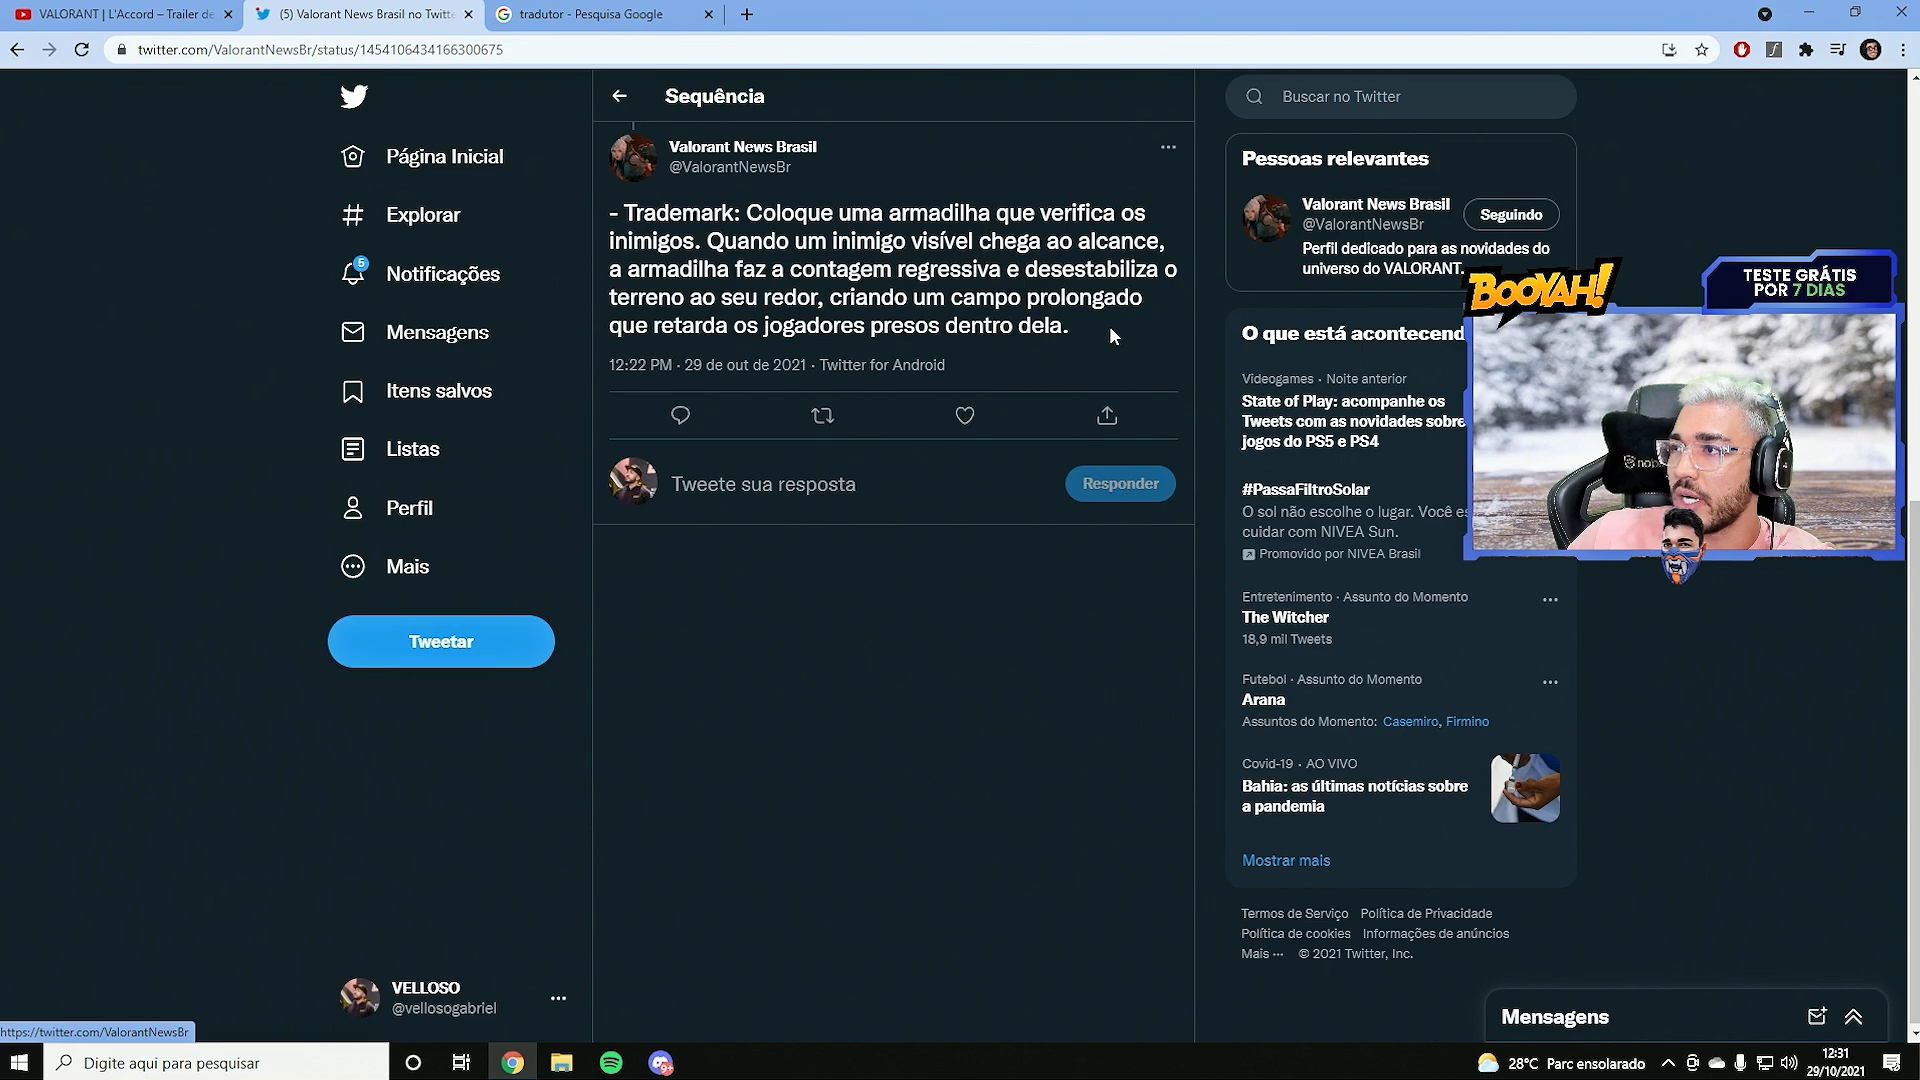 VALORANT | L'Accord – Trailer de
(5) Valorant News Brasil no Twitte
tradutor - Pesquisa Google
twitter.com/ValorantNewsBr/status/1454106434166300675
Página Inicial
Explorar
5
Notificações
Mensagens
Itens salvos
Listas
Perfil
Mais
Tweetar
VELLOSO
@vellosogabriel
https://twitter.com/ValorantNewsBr
Sequência
Valorant News Brasil
@ValorantNewsBr
- Trademark: Coloque uma armadilha que verifica os
inimigos. Quando um inimigo visível chega ao alcance,
a armadilha faz a contagem regressiva e desestabiliza o
terreno ao seu redor, criando um campo prolongado
que retarda os jogadores presos dentro dela.
12:22 PM · 29 de out de 2021 · Twitter for Android
Tweete sua resposta
Responder
Buscar no Twitter
Pessoas relevantes
Valorant News Brasil
@ValorantNewsBr
Seguindo
Perfil dedicado para as novidades do
universo do VALORANT.
BOOYAH!
TESTE GRÁTIS
POR 7 DIAS
O que está acontecend
Videogames · Noite anterior
State of Play: acompanhe os
Tweets com as novidades sobre
jogos do PS5 e PS4
#PassaFiltroSolar
O sol não escolhe o lugar. Você es
cuidar com NIVEA Sun.
Promovido por NIVEA Brasil
Entretenimento · Assunto do Momento
The Witcher
18,9 mil Tweets
Futebol · Assunto do Momento
Arana
Assuntos do Momento: Casemiro, Firmino
Covid-19 · AO VIVO
Bahia: as últimas notícias sobre
a pandemia
Mostrar mais
Termos de Serviço Política de Privacidade
Política de cookies Informações de anúncios
Mais ··· © 2021 Twitter, Inc.
Mensagens
Digite aqui para pesquisar
9+
28°C Parc ensolarado
12:31
29/10/2021